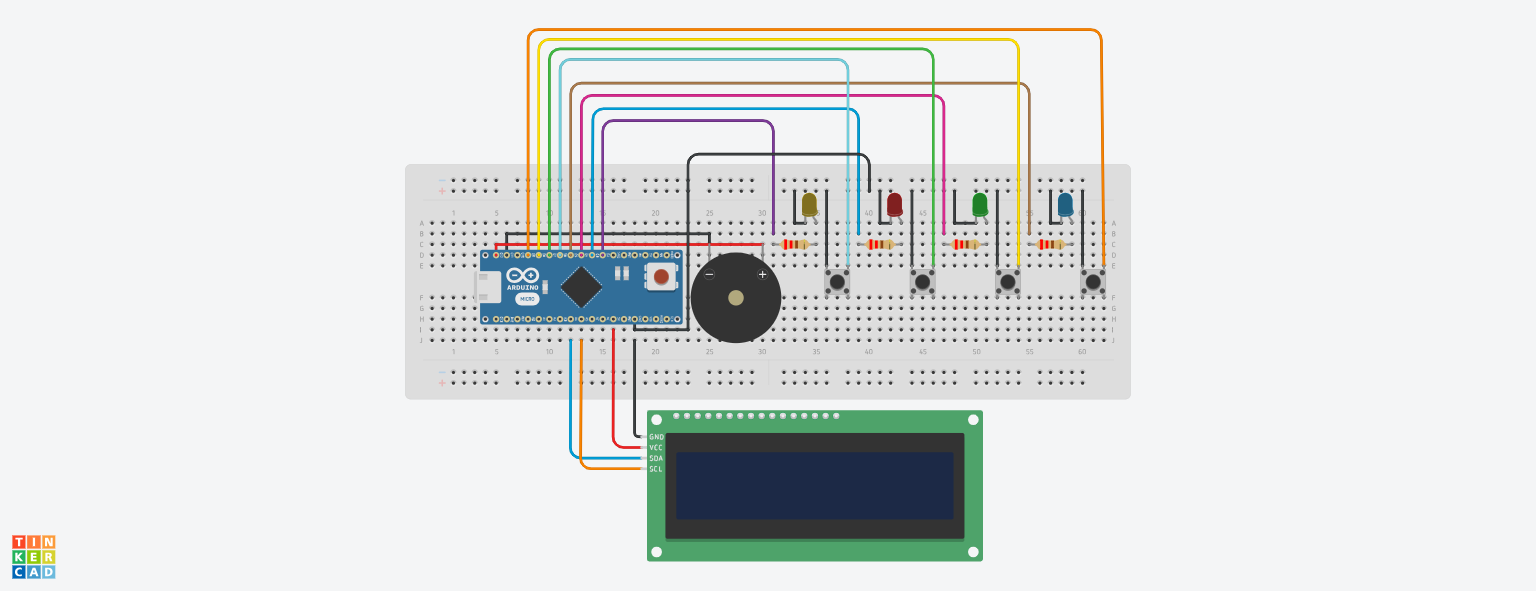 1 5 10 15 20 25 30 35 40 45 50 55 60
A A
B B
C C
D D
E E
ARDUINO
MICRO
F F
G G
H H
I I
J J
1 5 10 15 20 25 30 35 40 45 50 55 60
GND
VCC
SDA
SCL
TIN
KER
CAD